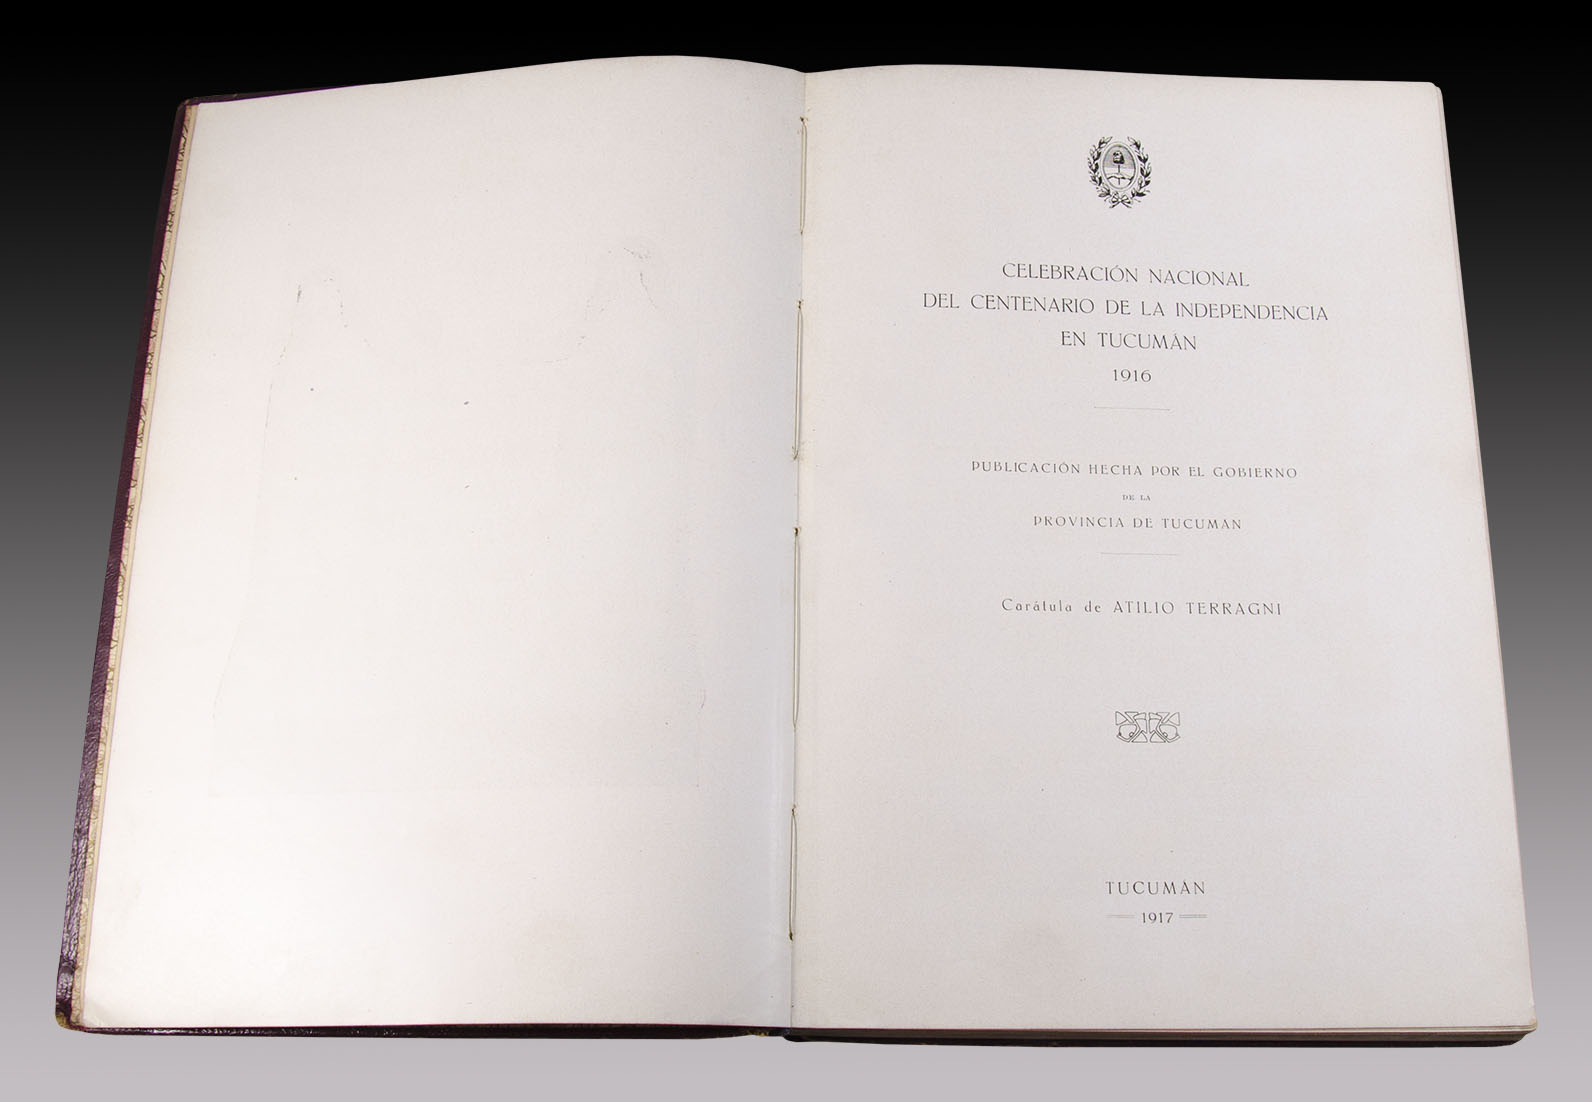 CELEBRACIÓN NACIONAL
DEL CENTENARIO DE LA INDEPENDENCIA
EN TUCUMÁN
1916
PUBLICACIÓN HECHA POR EL GOBIERNO
DE LA
PROVINCIA DE TUCUMAN
Carátula de ATILIO TERRAGNI
TUCUMÁN
1917